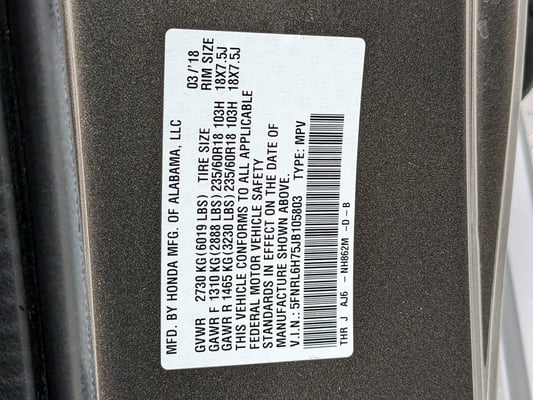 MFD. BY HONDA MFG. OF ALABAMA, LLC 03/'18
GVWR 2730 KG(6019 LBS) TIRE SIZE RIM SIZE
GAWR F 1310 KG(2888 LBS)235/60R18 103H 18X7.5J
GAWR R 1465 KG(3230 LBS)235/60R18 103H 18X7.5J
THIS VEHICLE CONFORMS TO ALL APPLICABLE
FEDERAL MOTOR VEHICLE SAFETY
STANDARDS IN EFFECT ON THE DATE OF
MANUFACTURE SHOWN ABOVE.
V.I.N.: 5FNRL6H75JB105803 TYPE: MPV
THR J AJ6 - NH862M -D-B